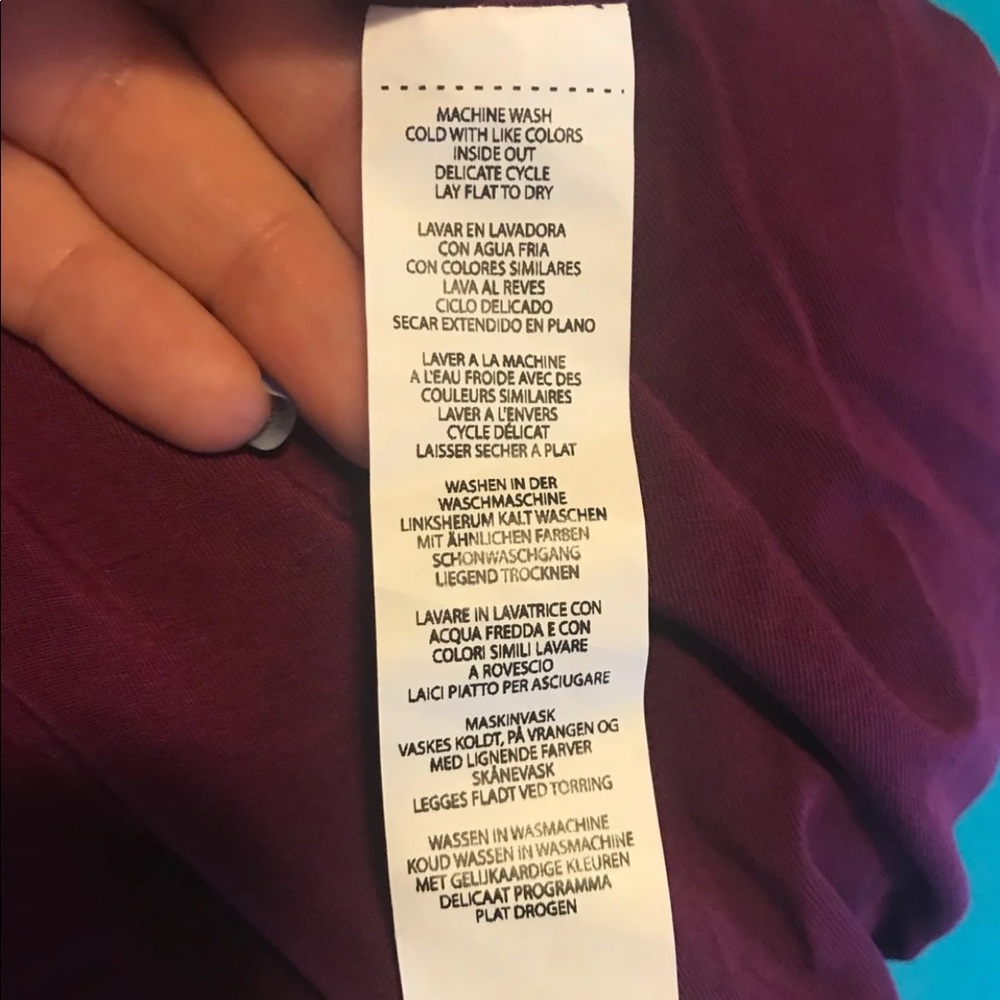 MACHINE WASH
COLD WITH LIKE COLORS
INSIDE OUT
DELICATE CYCLE
LAY FLAT TO DRY
LAVAR EN LAVADORA
CON AGUA FRIA
CON COLORES SIMILARES
LAVA AL REVES
CICLO DELICADO
SECAR EXTENDIDO EN PLANO
LAVER A LA MACHINE
A L'EAU FROIDE AVEC DES
COULEURS SIMILAIRES
LAVER A L'ENVERS
CYCLE DÉLICAT
LAISSER SECHER A PLAT
WASHEN IN DER
WASCHMASCHINE
LINKSHERUM KALT WASCHEN
MIT ÄHNLICHEN FARBEN
SCHONWASCHGANG
LIEGEND TROCKNEN
LAVARE IN LAVATRICE CON
ACQUA FREDDA E CON
COLORI SIMILI LAVARE
A ROVESCIO
LAICI PIATTO PER ASCIUGARE
MASKINVASK
VASKES KOLDT, PÅ VRANGEN OG
MED LIGNENDE FARVER
SKÅNEVASK
LEGGES FLADT VED TORRING
WASSEN IN WASMACHINE
KOUD WASSEN IN WASMACHINE
MET GELIJKAARDIGE KLEUREN
DELICAAT PROGRAMMA
PLAT DROGEN